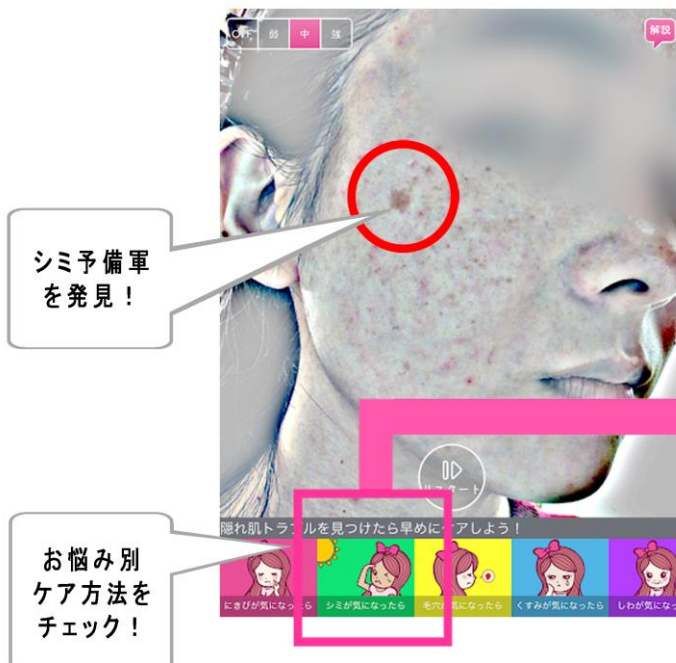 OFF 弱 中 強
解説
シミ予備軍
を発見！
リスタート
隠れ肌トラブルを見つけたら早めにケアしよう！
お悩み別
ケア方法を
チェック！
にきびが気になったら
シミが気になったら
毛穴が気になったら
くすみが気になったら
しわが気にな